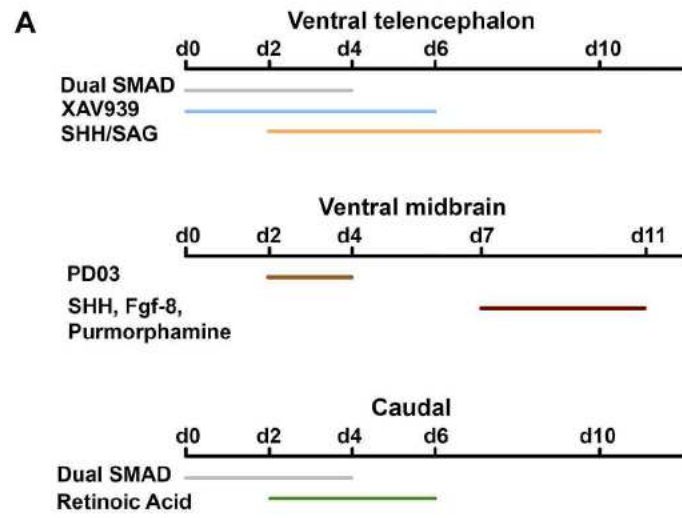 A
Ventral telencephalon
d0 d2 d4 d6 d10
Dual SMAD
XAV939
SHH/SAG
Ventral midbrain
d0 d2 d4 d7 d11
PD03
SHH, Fgf-8,
Purmorphamine
Caudal
d0 d2 d4 d6 d10
Dual SMAD
Retinoic Acid